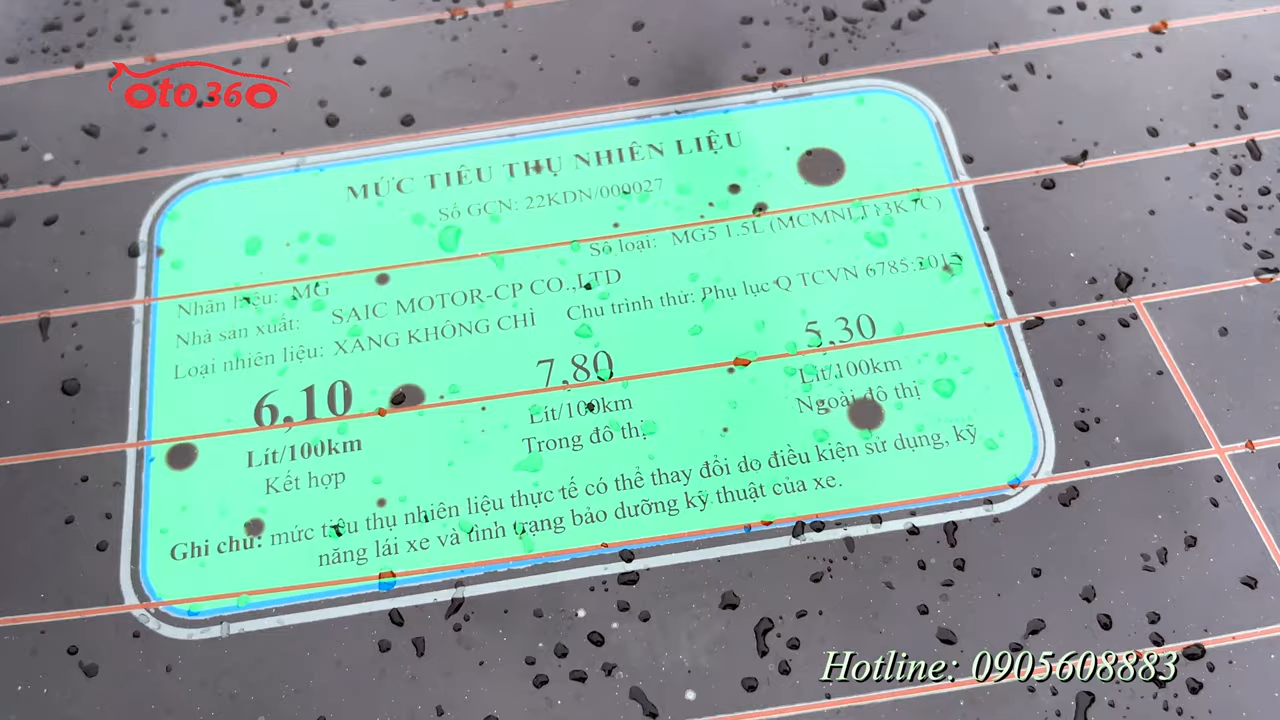 oto360
MỨC TIÊU THỤ NHIÊN LIỆU
Số GCN: 22KDN/000027
Nhãn hiệu: MG
Số loại: MG5 1.5L
Nhà sản xuất: SAIC MOTOR-CP CO.,LTD
Loại nhiên liệu: XĂNG KHÔNG CHÌ
Chu trình thử: Phụ lục Q TCVN 6785:2015
6,10
Lít/100km
Kết hợp
7,80
Lít/100km
Trong đô thị
5,30
Lít/100km
Ngoài đô thị
Ghi chú: mức tiêu thụ nhiên liệu thực tế có thể thay đổi do điều kiện sử dụng, kỹ
năng lái xe và tình trạng bảo dưỡng kỹ thuật của xe.
Hotline: 0905608883